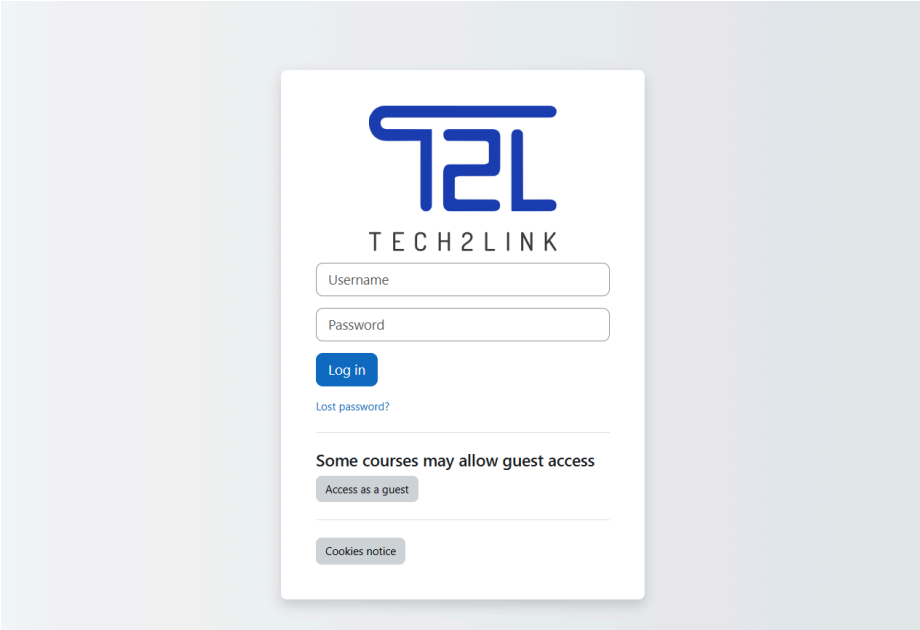 T2L
TECH2LINK
Username
Password
Log in
Lost password?
Some courses may allow guest access
Access as a guest
Cookies notice